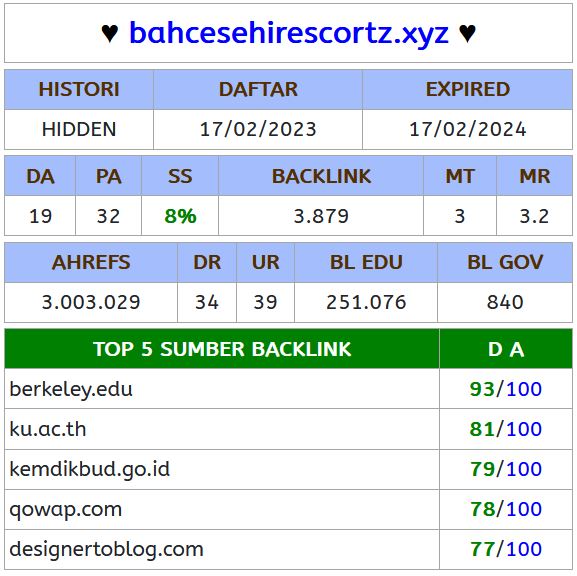 ♥ bahcesehirescortz.xyz ♥
HISTORI DAFTAR EXPIRED
HIDDEN 17/02/2023 17/02/2024
DA PA SS BACKLINK MT MR
19 32 8% 3.879 3 3.2
AHREFS DR UR BL EDU BL GOV
3.003.029 34 39 251.076 840
TOP 5 SUMBER BACKLINK D A
berkeley.edu 93/100
ku.ac.th 81/100
kemdikbud.go.id 79/100
qowap.com 78/100
designertoblog.com 77/100